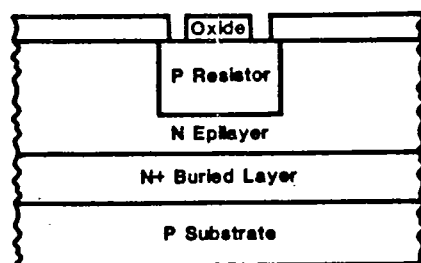 Oxide
P Resistor
N Epilayer
N+ Buried Layer
P Substrate